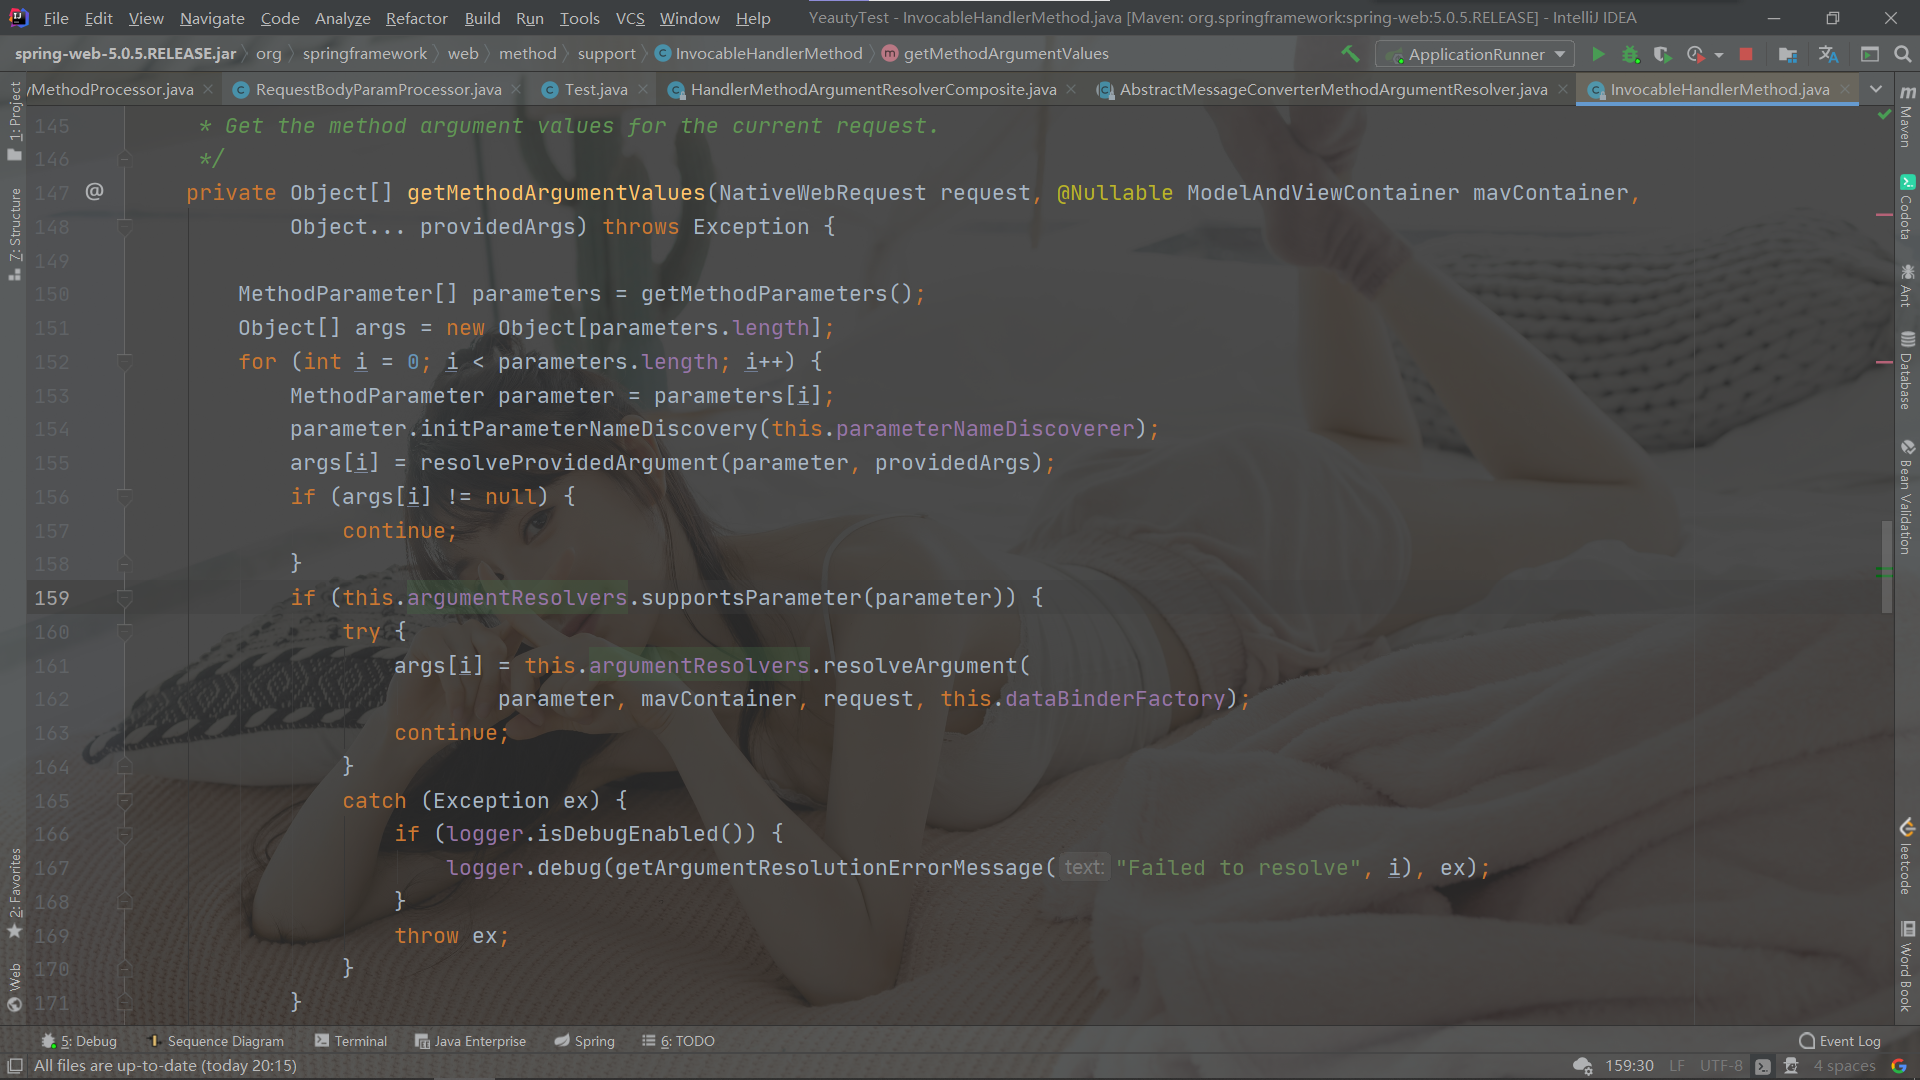 File Edit View Navigate Code Analyze Refactor Build Run Tools VCS Window Help YeautyTest - InvocableHandlerMethod.java [Maven: org.springframework:spring-web:5.0.5.RELEASE] - IntelliJ IDEA
spring-web-5.0.5.RELEASE.jar org springframework web method support InvocableHandlerMethod getMethodArgumentValues ApplicationRunner
yMethodProcessor.java RequestBodyParamProcessor.java Test.java HandlerMethodArgumentResolverComposite.java AbstractMessageConverterMethodArgumentResolver.java InvocableHandlerMethod.java
1: Project
7: Structure
2: Favorites
Web
145 * Get the method argument values for the current request.
146 */
147 @ private Object[] getMethodArgumentValues(NativeWebRequest request, @Nullable ModelAndViewContainer mavContainer,
148 Object... providedArgs) throws Exception {
149
150 MethodParameter[] parameters = getMethodParameters();
151 Object[] args = new Object[parameters.length];
152 for (int i = 0; i < parameters.length; i++) {
153 MethodParameter parameter = parameters[i];
154 parameter.initParameterNameDiscovery(this.parameterNameDiscoverer);
155 args[i] = resolveProvidedArgument(parameter, providedArgs);
156 if (args[i] != null) {
157 continue;
158 }
159 if (this.argumentResolvers.supportsParameter(parameter)) {
160 try {
161 args[i] = this.argumentResolvers.resolveArgument(
162 parameter, mavContainer, request, this.dataBinderFactory);
163 continue;
164 }
165 catch (Exception ex) {
166 if (logger.isDebugEnabled()) {
167 logger.debug(getArgumentResolutionErrorMessage( text: "Failed to resolve", i), ex);
168 }
169 throw ex;
170 }
171 }
Maven
Codota
Ant
Database
Bean Validation
leetcode
Word Book
5: Debug Sequence Diagram Terminal Java Enterprise Spring 6: TODO Event Log
All files are up-to-date (today 20:15) 159:30 LF UTF-8 4 spaces